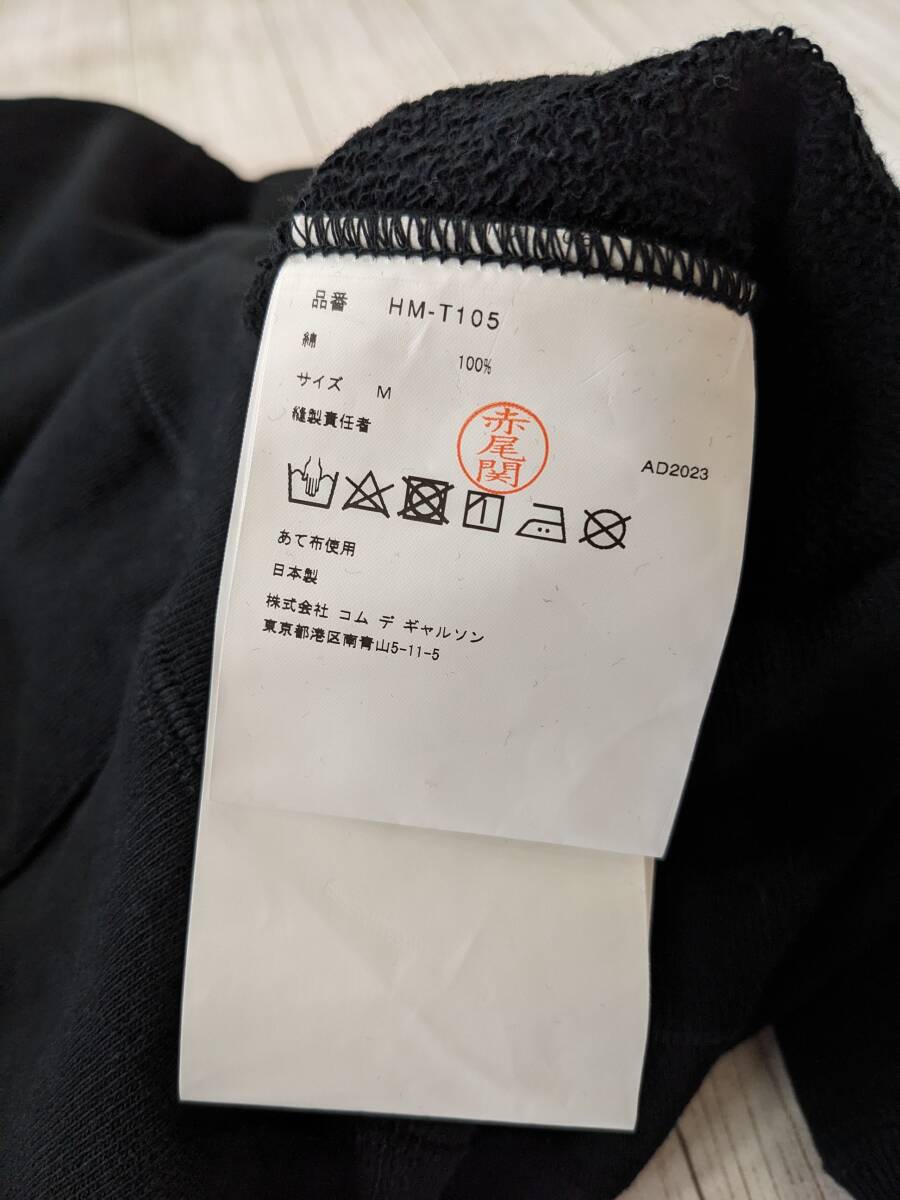 品番 HM-T105
綿 100%
サイズ M
縫製責任者
赤尾関
AD2023
あて布使用
日本製
株式会社 コム デ ギャルソン
東京都港区南青山5-11-5